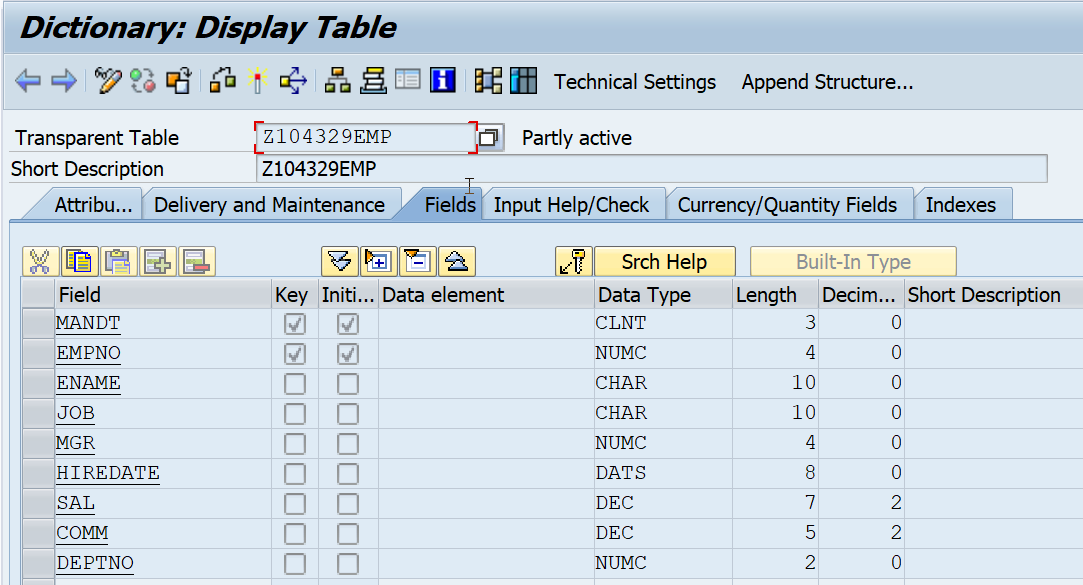 Dictionary: Display Table
Technical Settings Append Structure...
Transparent Table Z104329EMP Partly active
Short Description Z104329EMP
Attribu... Delivery and Maintenance Fields Input Help/Check Currency/Quantity Fields Indexes
Srch Help Built-In Type
Field Key Initi... Data element Data Type Length Decim... Short Description
MANDT CLNT 3 0
EMPNO NUMC 4 0
ENAME CHAR 10 0
JOB CHAR 10 0
MGR NUMC 4 0
HIREDATE DATS 8 0
SAL DEC 7 2
COMM DEC 5 2
DEPTNO NUMC 2 0